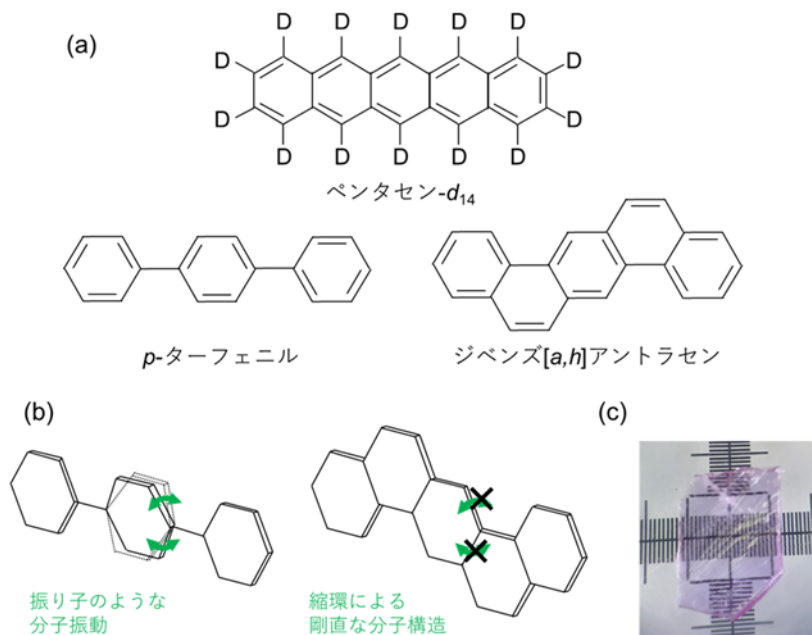 (a)
D D D D D
D D
D D
D D D D D
ペンタセン-d14
p-ターフェニル
ジベンズ[a,h]アントラセン
(b)
(c)
振り子のような
分子振動
縮環による
剛直な分子構造